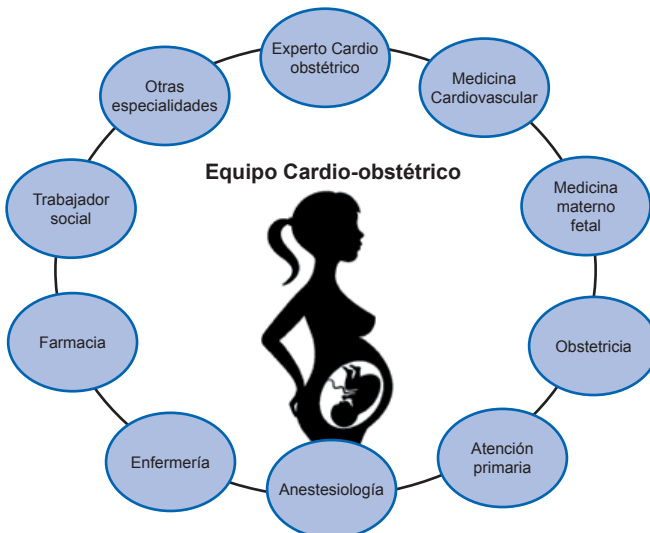 Experto Cardio
obstétrico
Medicina
Cardiovascular
Otras
especialidades
Equipo Cardio-obstétrico
Trabajador
social
Medicina
materno
fetal
Farmacia
Obstetricia
Enfermería
Atención
primaria
Anestesiología